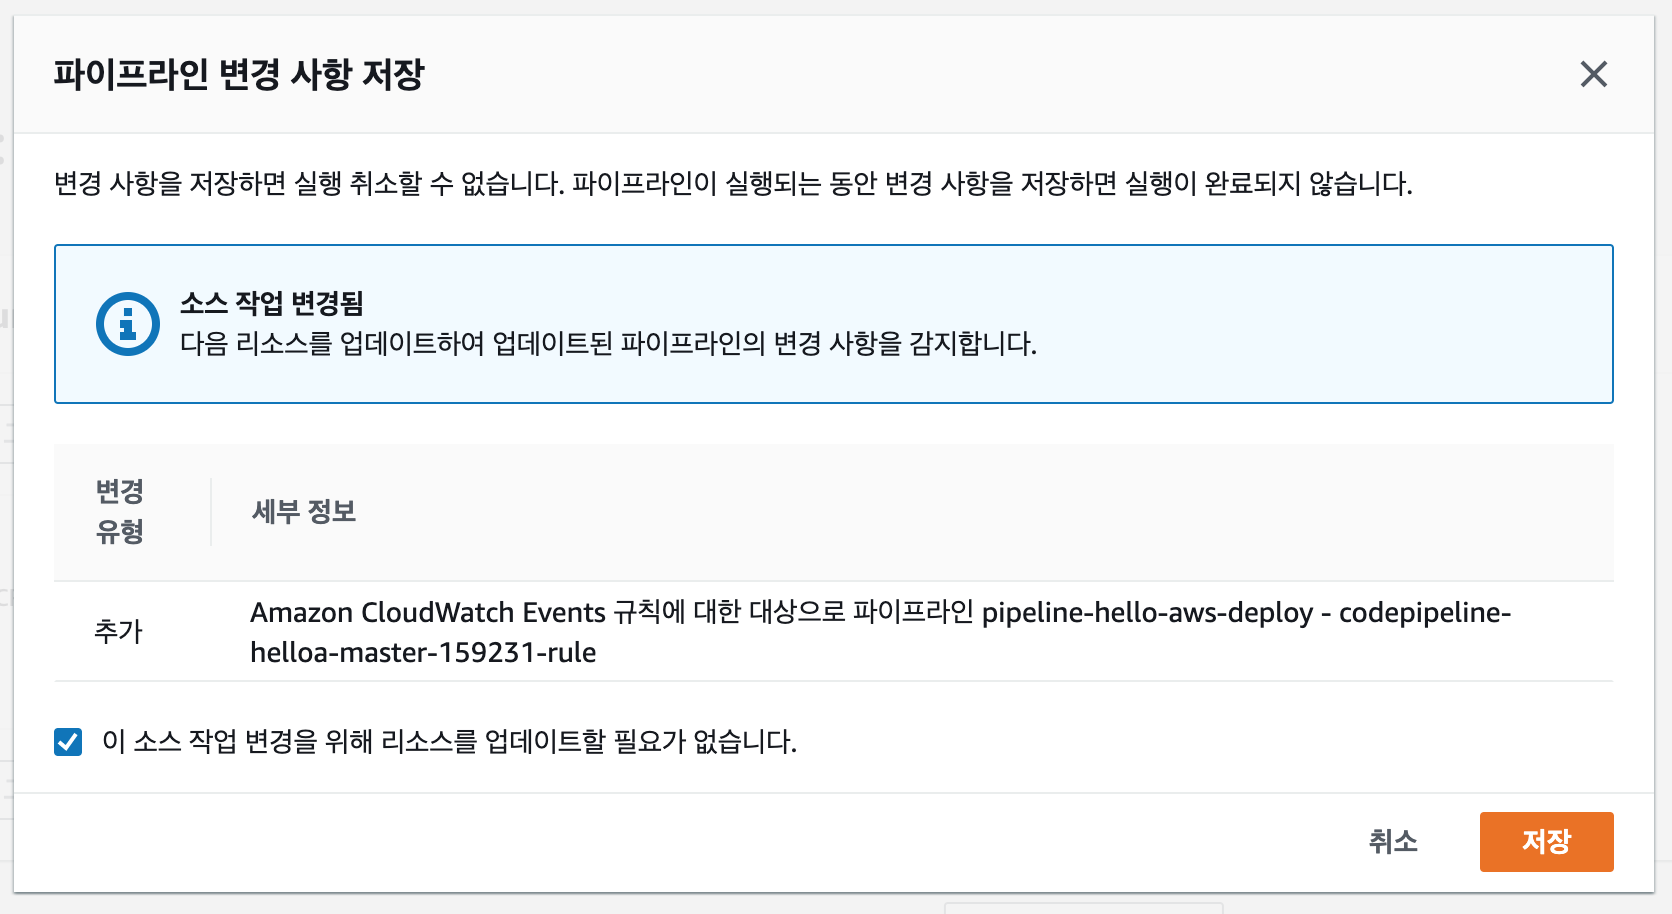 파이프라인 변경 사항 저장
변경 사항을 저장하면 실행 취소할 수 없습니다. 파이프라인이 실행되는 동안 변경 사항을 저장하면 실행이 완료되지 않습니다.
소스 작업 변경됨
다음 리소스를 업데이트하여 업데이트된 파이프라인의 변경 사항을 감지합니다.
변경
유형
세부 정보
추가
Amazon CloudWatch Events 규칙에 대한 대상으로 파이프라인 pipeline-hello-aws-deploy - codepipeline-
helloa-master-159231-rule
이 소스 작업 변경을 위해 리소스를 업데이트할 필요가 없습니다.
취소
저장